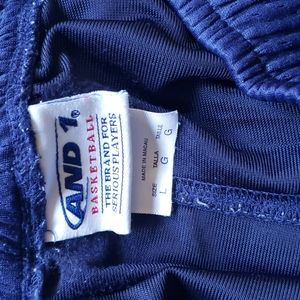 AND 1
BASKETBALL
THE BRAND FOR
SERIOUS PLAYERS
MADE IN MACAU
SIZE TALLA TAILLE
L G G